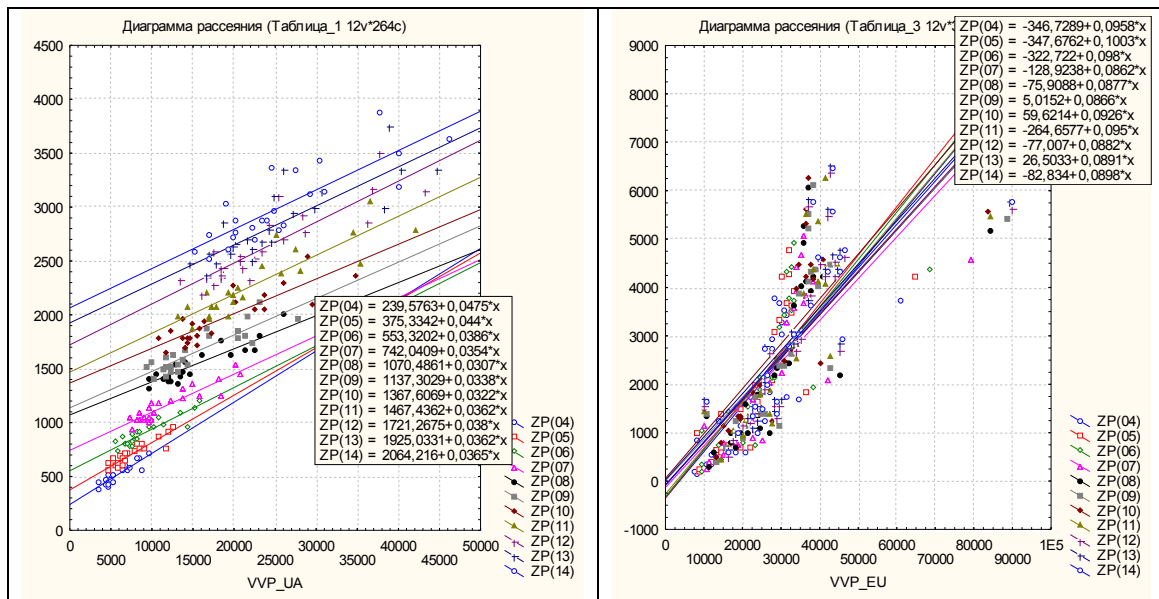 Диаграмма рассеяния (Таблица_1 12v*264c)
4500
4000
3500
3000
2500
2000
1500
1000
500
0
0
10000
20000
30000
40000
50000
5000
15000
25000
35000
45000
VVP_UA
ZP(04) = 239,5763+0,0475*x
ZP(05) = 375,3342+0,044*x
ZP(06) = 553,3202+0,0386*x
ZP(07) = 742,0409+0,0354*x
ZP(08) = 1070,4861+0,0307*x
ZP(09) = 1137,3029+0,0338*x
ZP(10) = 1367,6069+0,0322*x
ZP(11) = 1467,4362+0,0362*x
ZP(12) = 1721,2675+0,038*x
ZP(13) = 1925,0331+0,0362*x
ZP(14) = 2064,216+0,0365*x
ZP(04)
ZP(05)
ZP(06)
ZP(07)
ZP(08)
ZP(09)
ZP(10)
ZP(11)
ZP(12)
ZP(13)
ZP(14)
Диаграмма рассеяния (Таблица_3 12v*
ZP(04) = -346,7289+0,0958*x
ZP(05) = -347,6762+0,1003*x
ZP(06) = -322,722+0,098*x
ZP(07) = -128,9238+0,0862*x
ZP(08) = -75,9088+0,0877*x
ZP(09) = 5,0152+0,0866*x
ZP(10) = 59,6214+0,0926*x
ZP(11) = -264,6577+0,095*x
ZP(12) = -77,007+0,0882*x
ZP(13) = 26,5033+0,0891*x
ZP(14) = -82,834+0,0898*x
9000
8000
7000
6000
5000
4000
3000
2000
1000
0
-1000
0
20000
40000
60000
80000
1E5
10000
30000
50000
70000
90000
VVP_EU
ZP(04)
ZP(05)
ZP(06)
ZP(07)
ZP(08)
ZP(09)
ZP(10)
ZP(11)
ZP(12)
ZP(13)
ZP(14)